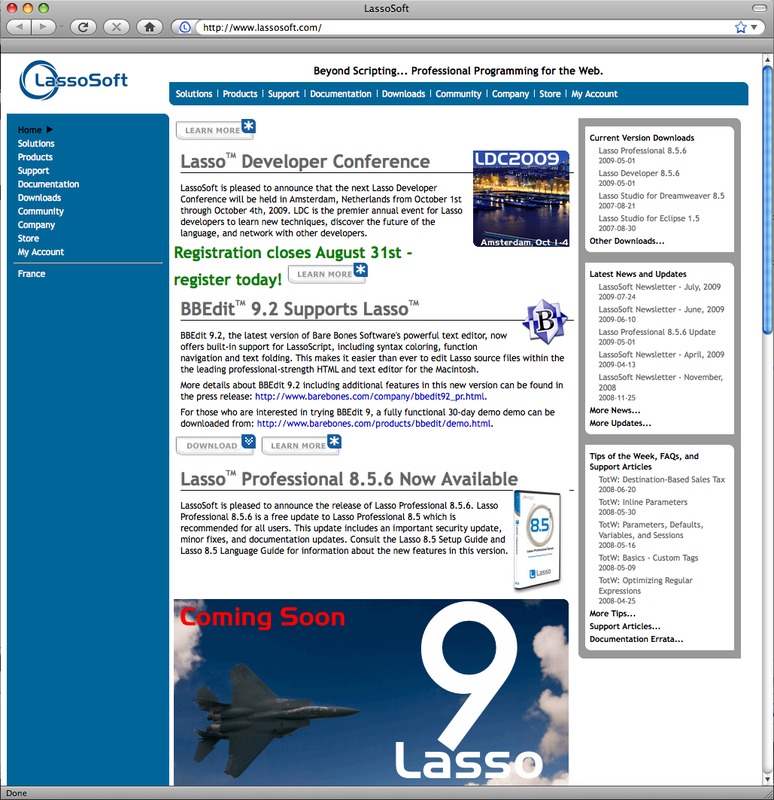 LassoSoft
http://www.lassosoft.com/
LassoSoft
Beyond Scripting... Professional Programming for the Web.
Solutions | Products | Support | Documentation | Downloads | Community | Company | Store | My Account
Home
Solutions
Products
Support
Documentation
Downloads
Community
Company
Store
My Account
France
LEARN MORE
Lasso™ Developer Conference
LassoSoft is pleased to announce that the next Lasso Developer
Conference will be held in Amsterdam, Netherlands from October 1st
through October 4th, 2009. LDC is the premier annual event for Lasso
developers to learn new techniques, discover the future of the
language, and network with other developers.
LDC2009
Amsterdam, Oct 1-4
Registration closes August 31st -
register today! LEARN MORE
BBEdit™ 9.2 Supports Lasso™
B
BBEdit 9.2, the latest version of Bare Bones Software's powerful text editor, now
offers built-in support for LassoScript, including syntax coloring, function
navigation and text folding. This makes it easier than ever to edit Lasso source files within the
the leading professional-strength HTML and text editor for the Macintosh.
More details about BBEdit 9.2 including additional features in this new version can be found in
the press release: http://www.barebones.com/company/bbedit92_pr.html.
For those who are interested in trying BBEdit 9, a fully functional 30-day demo demo can be
downloaded from: http://www.barebones.com/products/bbedit/demo.html.
DOWNLOAD LEARN MORE
Lasso™ Professional 8.5.6 Now Available
LassoSoft is pleased to announce the release of Lasso Professional 8.5.6. Lasso
Professional 8.5.6 is a free update to Lasso Professional 8.5 which is
recommended for all users. This update includes an important security update,
minor fixes, and documentation updates. Consult the Lasso 8.5 Setup Guide and
Lasso 8.5 Language Guide for information about the new features in this version.
8.5
Lasso Professional Server
Lasso
Coming Soon
9
Lasso
Current Version Downloads
Lasso Professional 8.5.6
2009-05-01
Lasso Developer 8.5.6
2009-05-01
Lasso Studio for Dreamweaver 8.5
2007-08-21
Lasso Studio for Eclipse 1.5
2007-08-30
Other Downloads...
Latest News and Updates
LassoSoft Newsletter - July, 2009
2009-07-24
LassoSoft Newsletter - June, 2009
2009-06-10
Lasso Professional 8.5.6 Update
2009-05-01
LassoSoft Newsletter - April, 2009
2009-04-13
LassoSoft Newsletter - November,
2008
2008-11-25
More News...
More Updates...
Tips of the Week, FAQs, and
Support Articles
TotW: Destination-Based Sales Tax
2008-06-20
TotW: Inline Parameters
2008-05-30
TotW: Parameters, Defaults,
Variables, and Sessions
2008-05-16
TotW: Basics - Custom Tags
2008-05-09
TotW: Optimizing Regular
Expressions
2008-04-25
More Tips...
Support Articles...
Documentation Errata...
Done